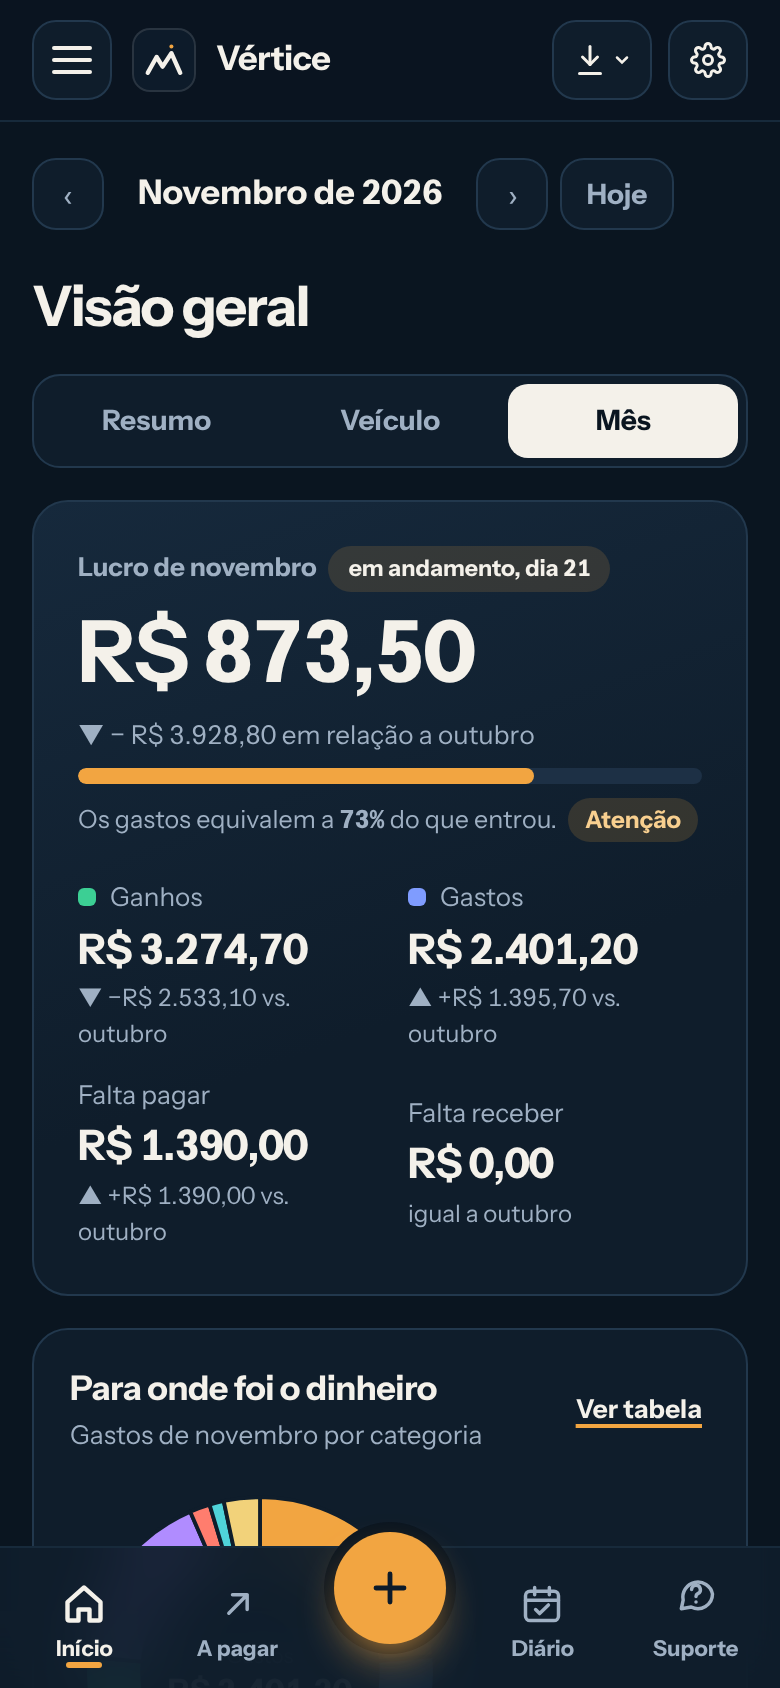 Vértice
‹ Novembro de 2026 › Hoje
Visão geral
Resumo Veículo Mês
Lucro de novembro em andamento, dia 21
R$ 873,50
▼ − R$ 3.928,80 em relação a outubro
Os gastos equivalem a 73% do que entrou. Atenção
Ganhos
R$ 3.274,70
▼ −R$ 2.533,10 vs.
outubro
Gastos
R$ 2.401,20
▲ +R$ 1.395,70 vs.
outubro
Falta pagar
R$ 1.390,00
▲ +R$ 1.390,00 vs.
outubro
Falta receber
R$ 0,00
igual a outubro
Para onde foi o dinheiro
Gastos de novembro por categoria
Ver tabela
Início A pagar + Diário Suporte